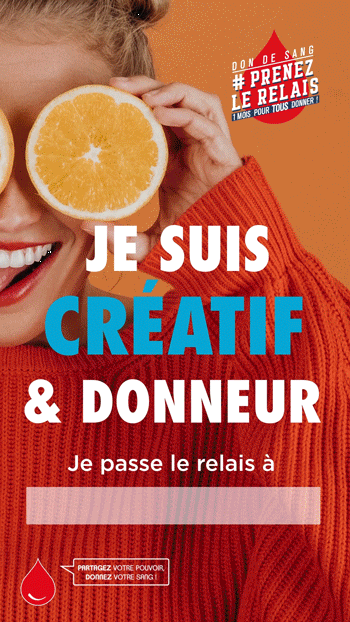 DON DE SANG
# PRENEZ
LE RELAIS
1 MOIS POUR TOUS DONNER !
JE SUIS
CRÉATIF
& DONNEUR
Je passe le relais à
PARTAGEZ VOTRE POUVOIR,
DONNEZ VOTRE SANG !